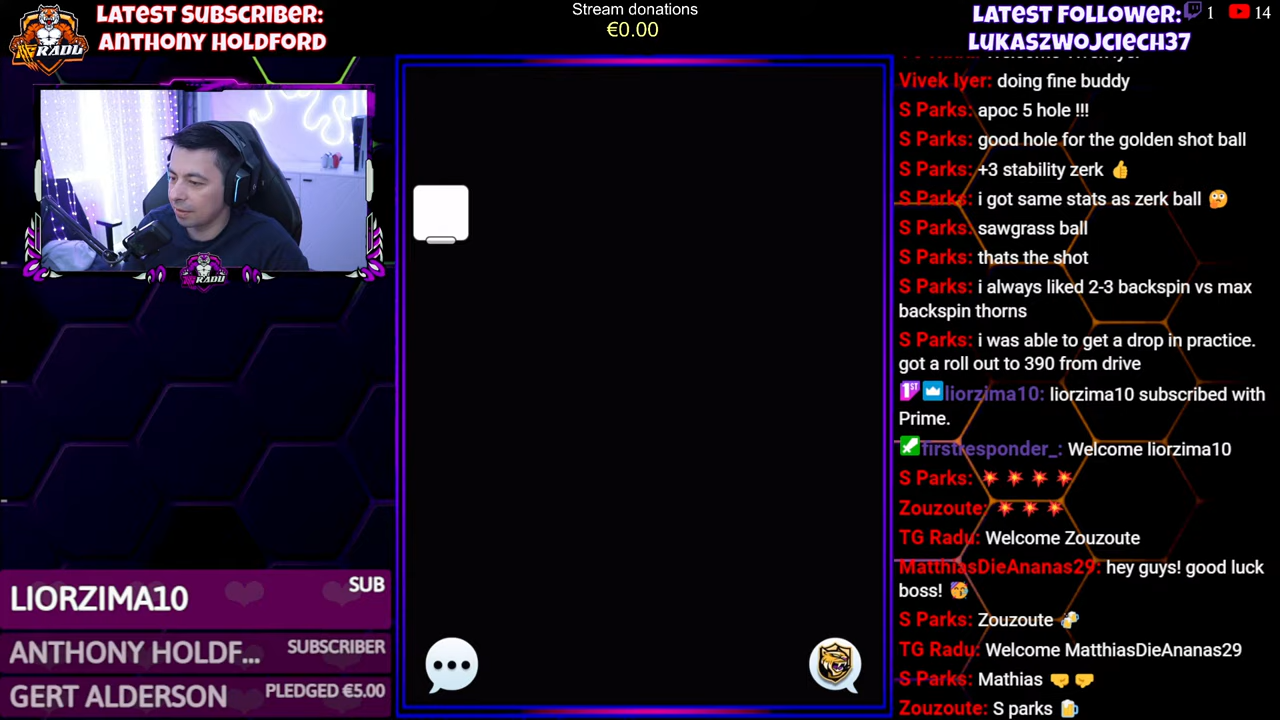 RADU
LATEST SUBSCRIBER:
ANTHONY HOLDFORD
Stream donations
€0.00
LATEST FOLLOWER:
LUKASZWOJCIECH37
1
14
Vivek Iyer: doing fine buddy
S Parks: apoc 5 hole !!!
S Parks: good hole for the golden shot ball
S Parks: +3 stability zerk 👍
S Parks: i got same stats as zerk ball 🫣
S Parks: sawgrass ball
S Parks: thats the shot
S Parks: i always liked 2-3 backspin vs max
backspin thorns
S Parks: i was able to get a drop in practice.
got a roll out to 390 from drive
1ST liorzima10: liorzima10 subscribed with
Prime.
firstresponder_: Welcome liorzima10
S Parks: 💥 💥 💥 💥
Zouzoute: 💥 💥 💥
TG Radu: Welcome Zouzoute
MatthiasDieAnanas29: hey guys! good luck
boss! 🥳
S Parks: Zouzoute 🍻
TG Radu: Welcome MatthiasDieAnanas29
S Parks: Mathias 🤜 🤛
Zouzoute: S parks 🍺
LIORZIMA10
SUB
ANTHONY HOLDF...
SUBSCRIBER
GERT ALDERSON
PLEDGED €5.00